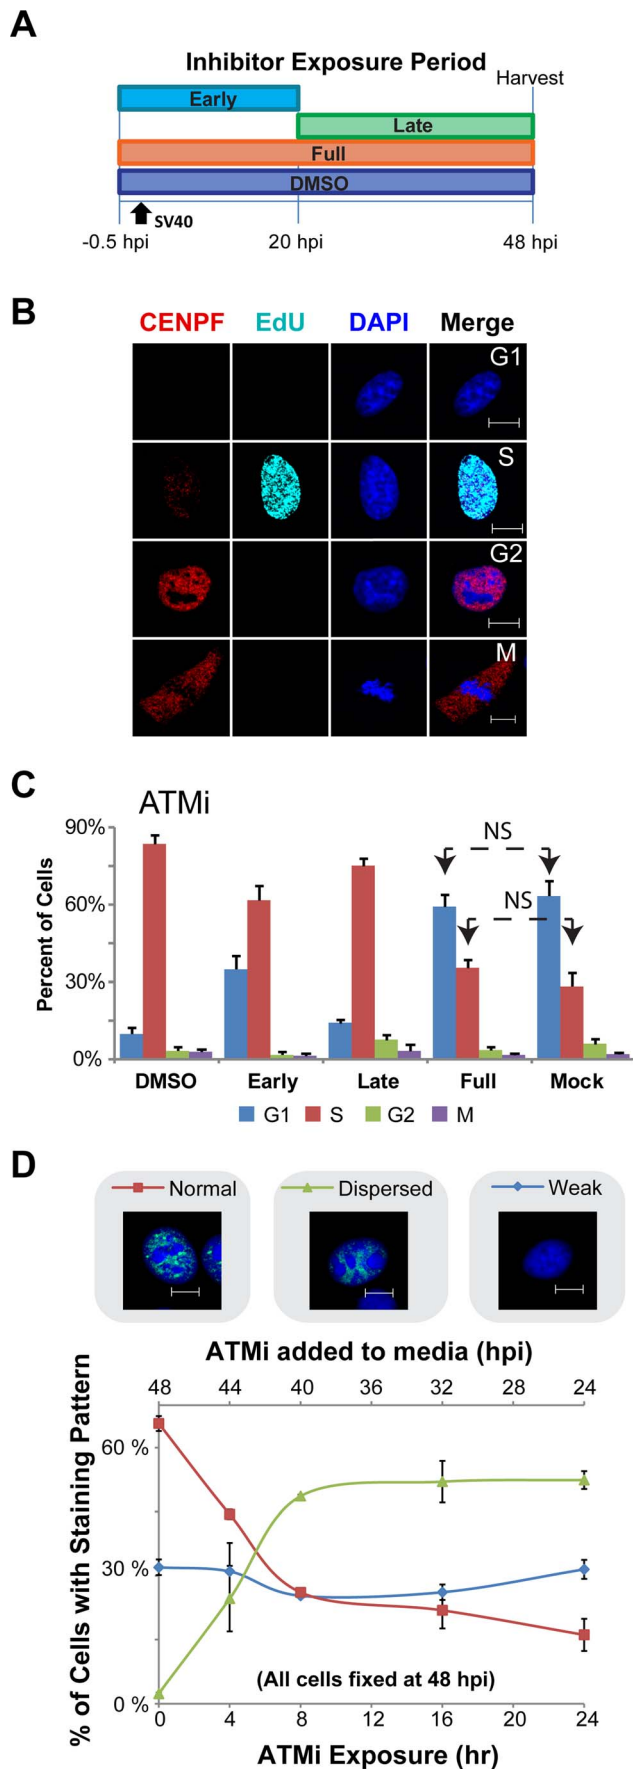 A
Inhibitor Exposure Period
Harvest
Early
Late
Full
DMSO
SV40
-0.5 hpi 20 hpi 48 hpi
B
CENPF EdU DAPI Merge
G1
S
G2
M
C
ATMi
Percent of Cells
90%
60%
30%
0%
NS
NS
DMSO Early Late Full Mock
G1 S G2 M
D
Normal Dispersed Weak
ATMi added to media (hpi)
48 44 40 36 32 28 24
% of Cells with Staining Pattern
60 %
30 %
0 %
(All cells fixed at 48 hpi)
0 4 8 12 16 20 24
ATMi Exposure (hr)